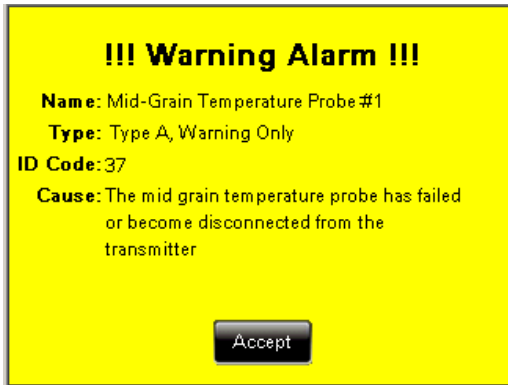 !!! Warning Alarm !!!
Name: Mid-Grain Temperature Probe #1
Type: Type A, Warning Only
ID Code: 37
Cause: The mid grain temperature probe has failed
or become disconnected from the
transmitter
Accept